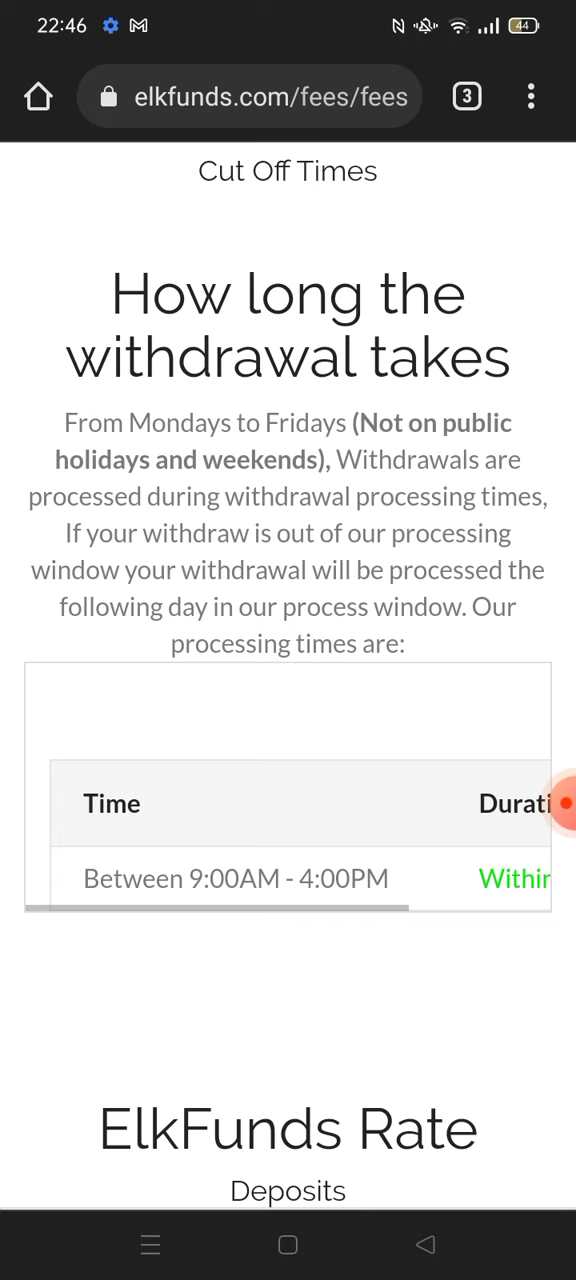 22:46
44
elkfunds.com/fees/fees
3
Cut Off Times
How long the
withdrawal takes
From Mondays to Fridays (Not on public
holidays and weekends), Withdrawals are
processed during withdrawal processing times,
If your withdraw is out of our processing
window your withdrawal will be processed the
following day in our process window. Our
processing times are:
Time
Between 9:00AM - 4:00PM
ElkFunds Rate
Deposits